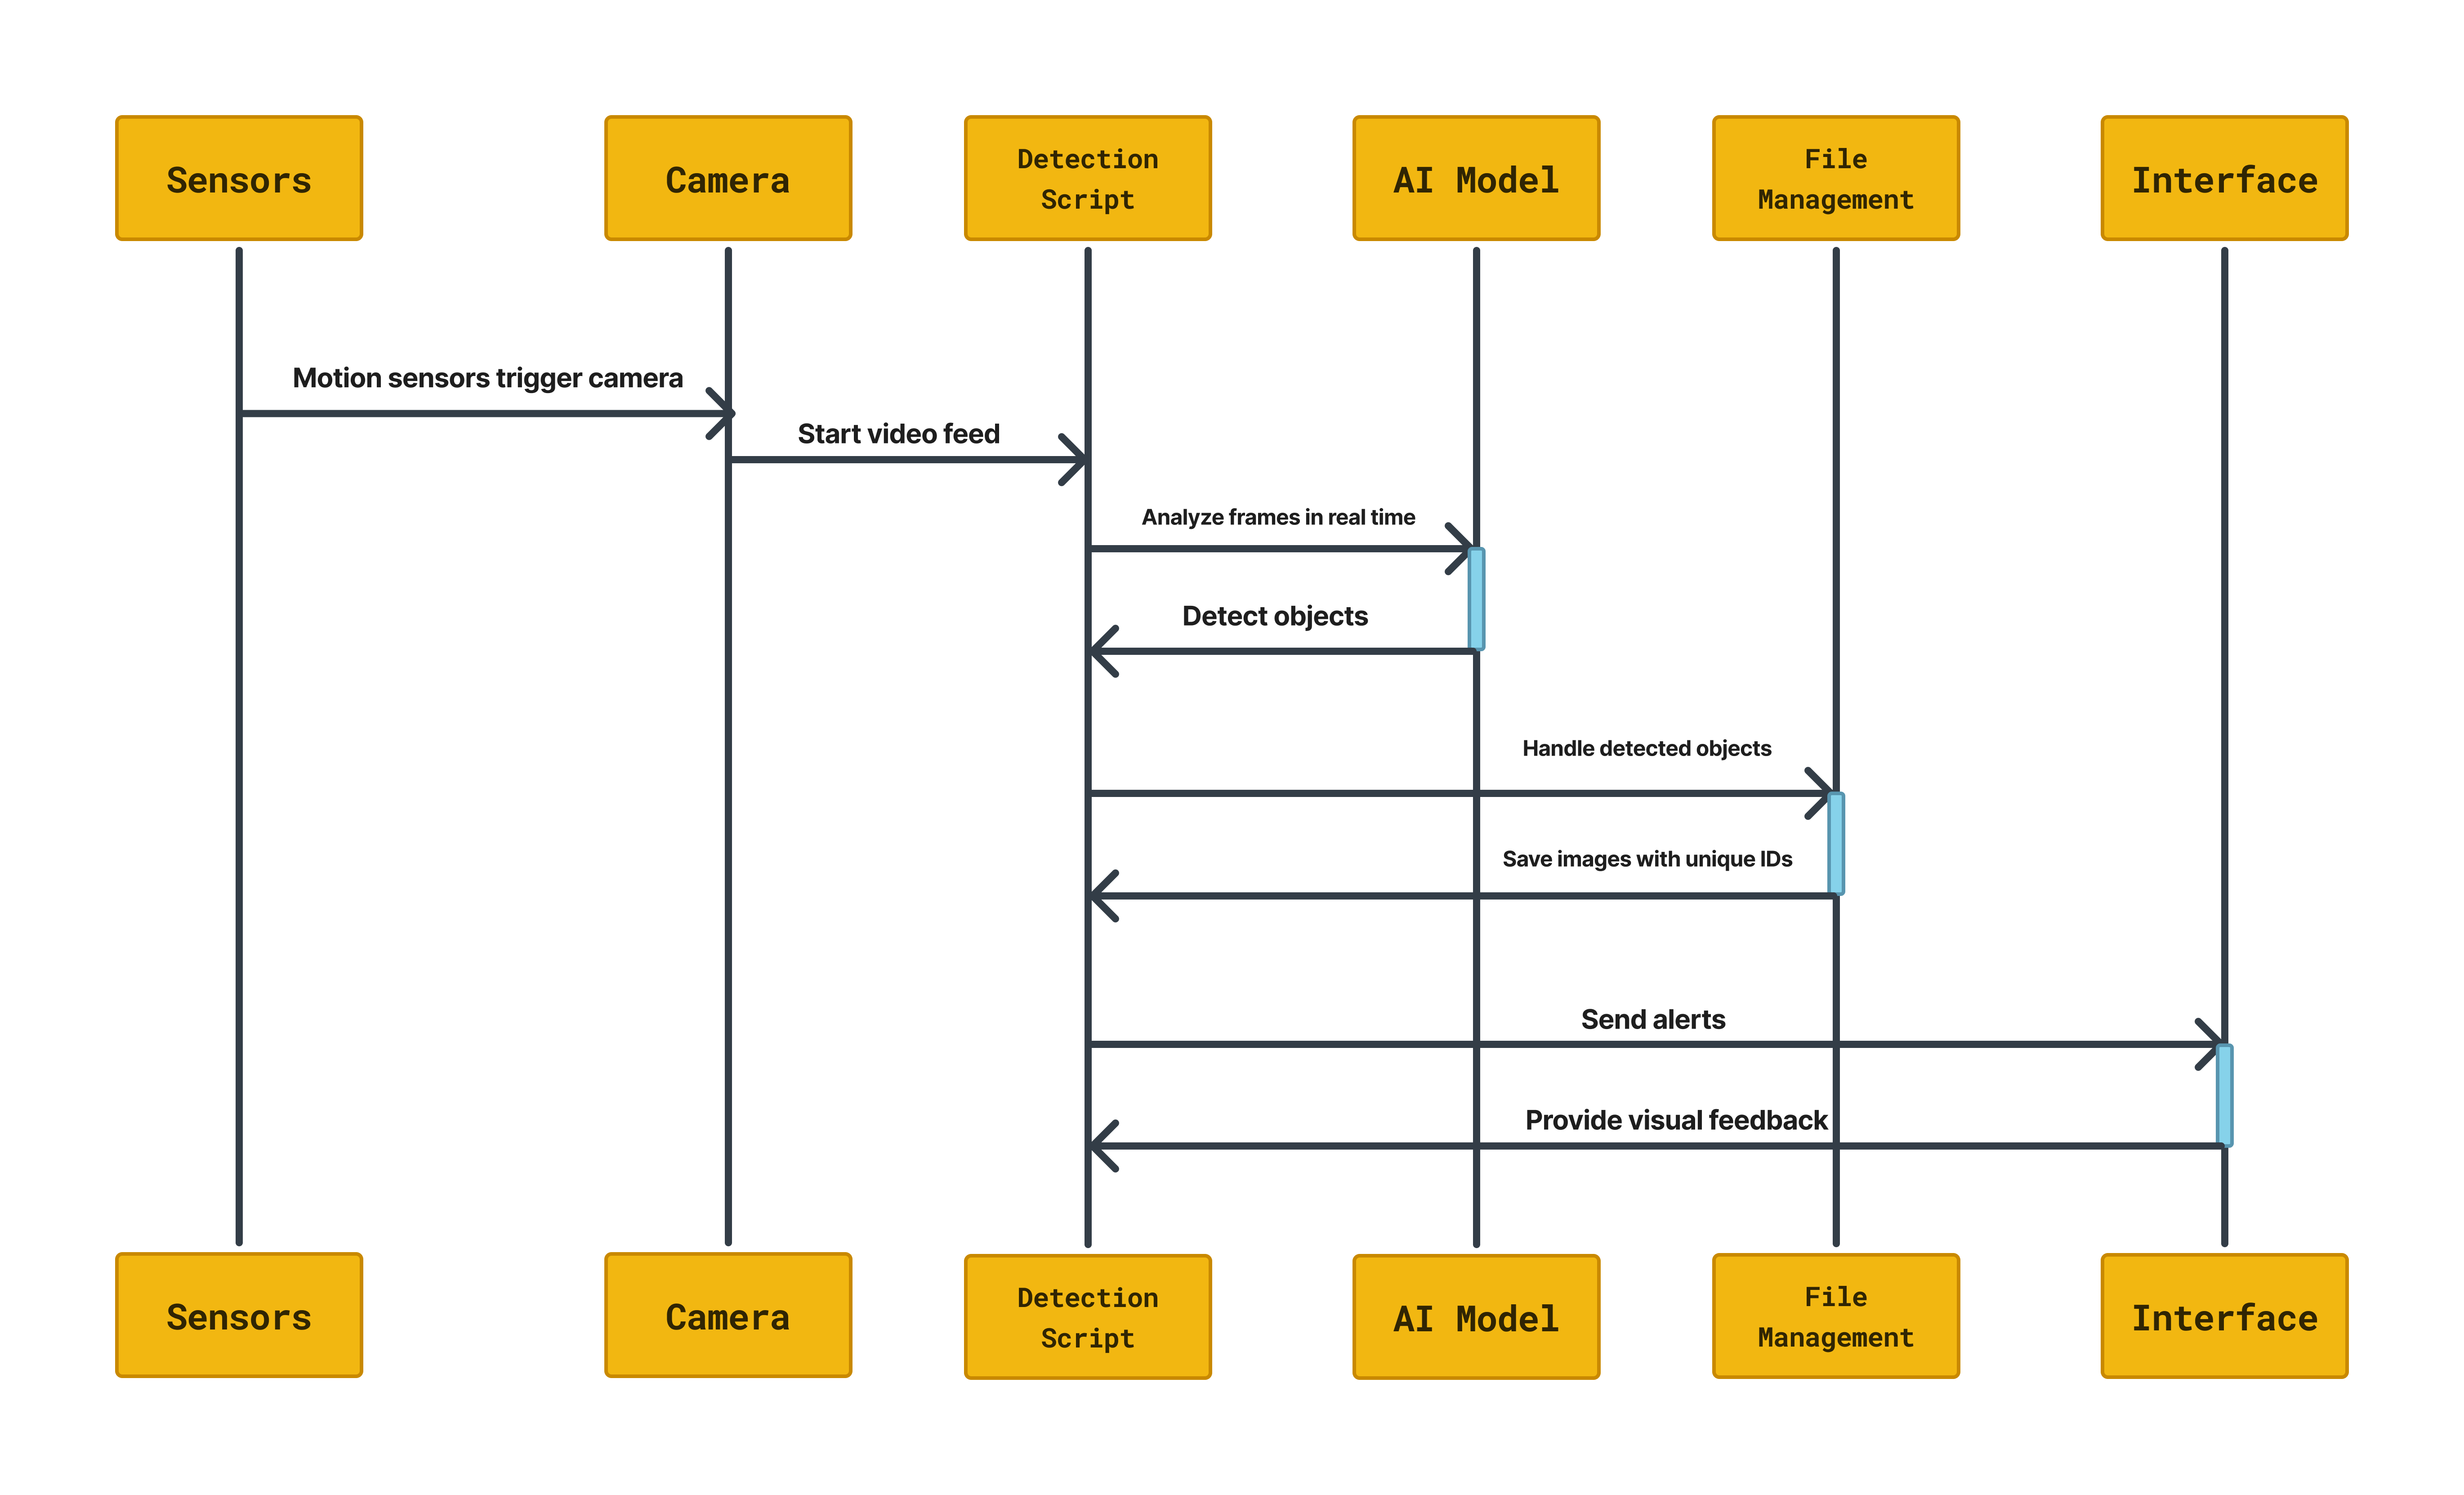 Sensors
Camera
Detection
Script
AI Model
File
Management
Interface
Motion sensors trigger camera
Start video feed
Analyze frames in real time
Detect objects
Handle detected objects
Save images with unique IDs
Send alerts
Provide visual feedback
Sensors
Camera
Detection
Script
AI Model
File
Management
Interface